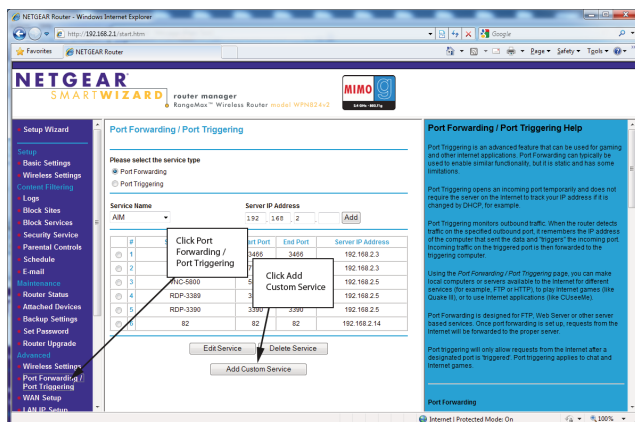 NETGEAR Router - Windows Internet Explorer
http://192.168.2.1/start.htm
Google
Favorites
NETGEAR Router
Page
Safety
Tools
NETGEAR
SMARTWIZARD
router manager
RangeMax™ Wireless Router model WPN824v2
MIMO g
2.4 GHz - 802.11g
Setup Wizard
Setup
Basic Settings
Wireless Settings
Content Filtering
Logs
Block Sites
Block Services
Security Service
Parental Controls
Schedule
E-mail
Maintenance
Router Status
Attached Devices
Backup Settings
Set Password
Router Upgrade
Advanced
Wireless Settings
Port Forwarding /
Port Triggering
WAN Setup
LAN IP Setup
Port Forwarding / Port Triggering
Please select the service type
Port Forwarding
Port Triggering
Service Name
Server IP Address
AIM
192 . 168 . 2 .
Add
# Start Port End Port Server IP Address
1 3466 3466 192.168.2.3
2 192.168.2.3
3 VNC-5800 192.168.2.5
4 RDP-3389 192.168.2.5
5 RDP-3390 3390 3390 192.168.2.5
6 82 82 82 192.168.2.14
Click Port
Forwarding /
Port Triggering
Click Add
Custom Service
Edit Service
Delete Service
Add Custom Service
Port Forwarding / Port Triggering Help
Port Triggering is an advanced feature that can be used for gaming
and other internet applications. Port Forwarding can typically be
used to enable similar functionality, but it is static and has some
limitations.
Port Triggering opens an incoming port temporarily and does not
require the server on the internet to track your IP address if it is
changed by DHCP, for example.
Port Triggering monitors outbound traffic. When the router detects
traffic on the specified outbound port, it remembers the IP address
of the computer that sent the data and "triggers" the incoming port.
Incoming traffic on the triggered port is then forwarded to the
triggering computer.
Using the Port Forwarding / Port Triggering page, you can make
local computers or servers available to the Internet for different
services (for example, FTP or HTTP), to play Internet games (like
Quake III), or to use Internet applications (like CUseeMe).
Port Forwarding is designed for FTP, Web Server or other server
based services. Once port forwarding is set up, requests from the
Internet will be forwarded to the proper server.
Port triggering will only allow requests from the Internet after a
designated port is 'triggered'. Port triggering applies to chat and
Internet games.
Port Forwarding
Internet | Protected Mode: On
100%